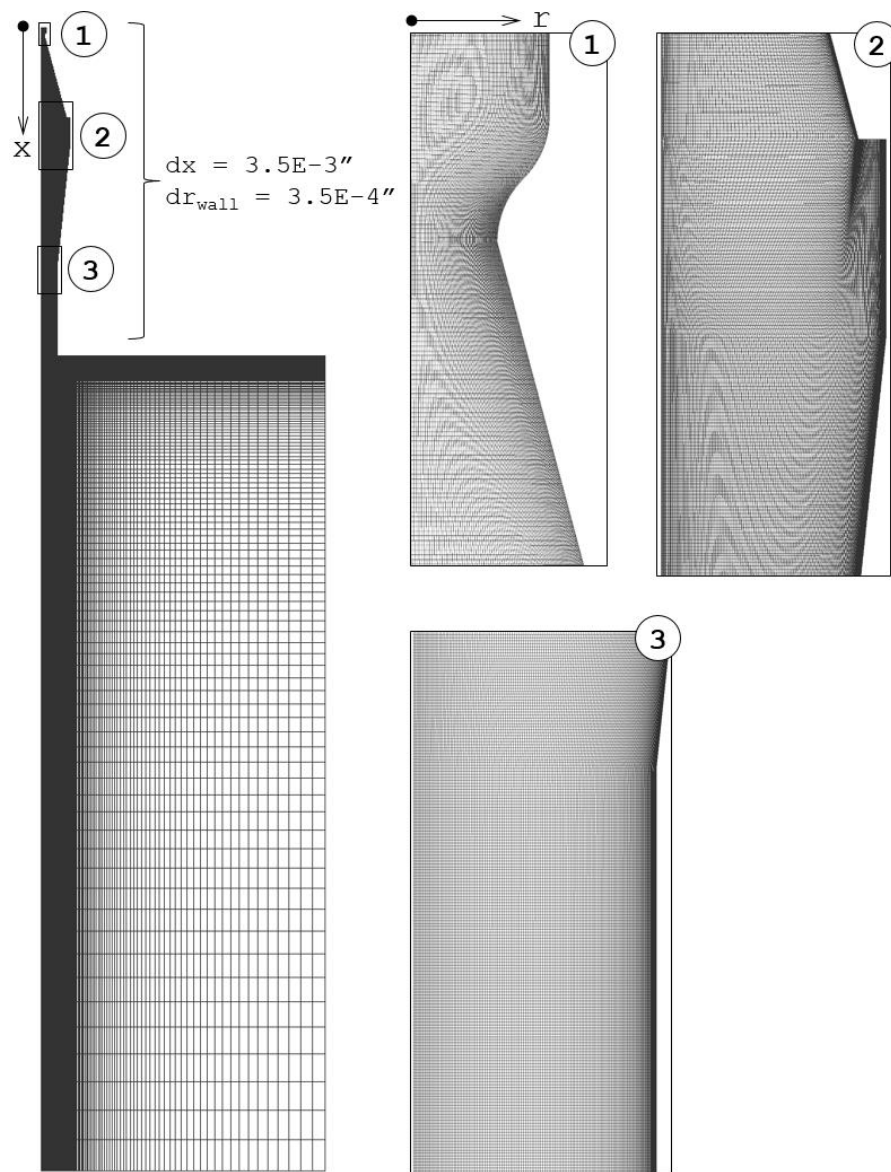 r
1
2
1
2
x
dx = 3.5E-3″
dr_wall = 3.5E-4″
3
3